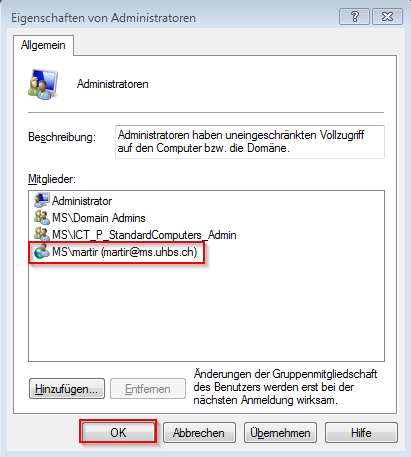 Eigenschaften von Administratoren
?
Allgemein
Administratoren
Beschreibung:
Administratoren haben uneingeschränkten Vollzugriff
auf den Computer bzw. die Domäne.
Mitglieder:
Administrator
MS\Domain Admins
MS\ICT_P_StandardComputers_Admin
MS\martir (martir@ms.uhbs.ch)
Hinzufügen...
Entfernen
Änderungen der Gruppenmitgliedschaft
des Benutzers werden erst bei der
nächsten Anmeldung wirksam.
OK
Abbrechen
Übernehmen
Hilfe